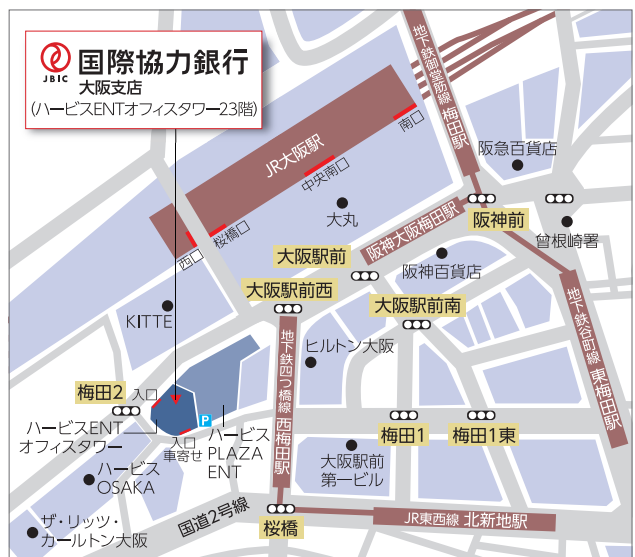 JBIC
国際協力銀行
大阪支店
(ハービスENTオフィスタワー23階)
地下鉄御堂筋線 梅田駅
JR大阪駅
南口
中央南口
桜橋口
西口
阪急百貨店
大丸
阪神大阪梅田駅
阪神前
曾根崎署
大阪駅前
阪神百貨店
大阪駅前西
大阪駅前南
KITTE
ヒルトン大阪
地下鉄四つ橋線 西梅田駅
地下鉄谷町線 東梅田駅
梅田2
入口
P
ハービスENT
オフィスタワー
入口
車寄せ
ハービス
PLAZA
ENT
梅田1
梅田1東
大阪駅前
第一ビル
ハービス
OSAKA
国道2号線
桜橋
JR東西線 北新地駅
ザ・リッツ・
カールトン大阪